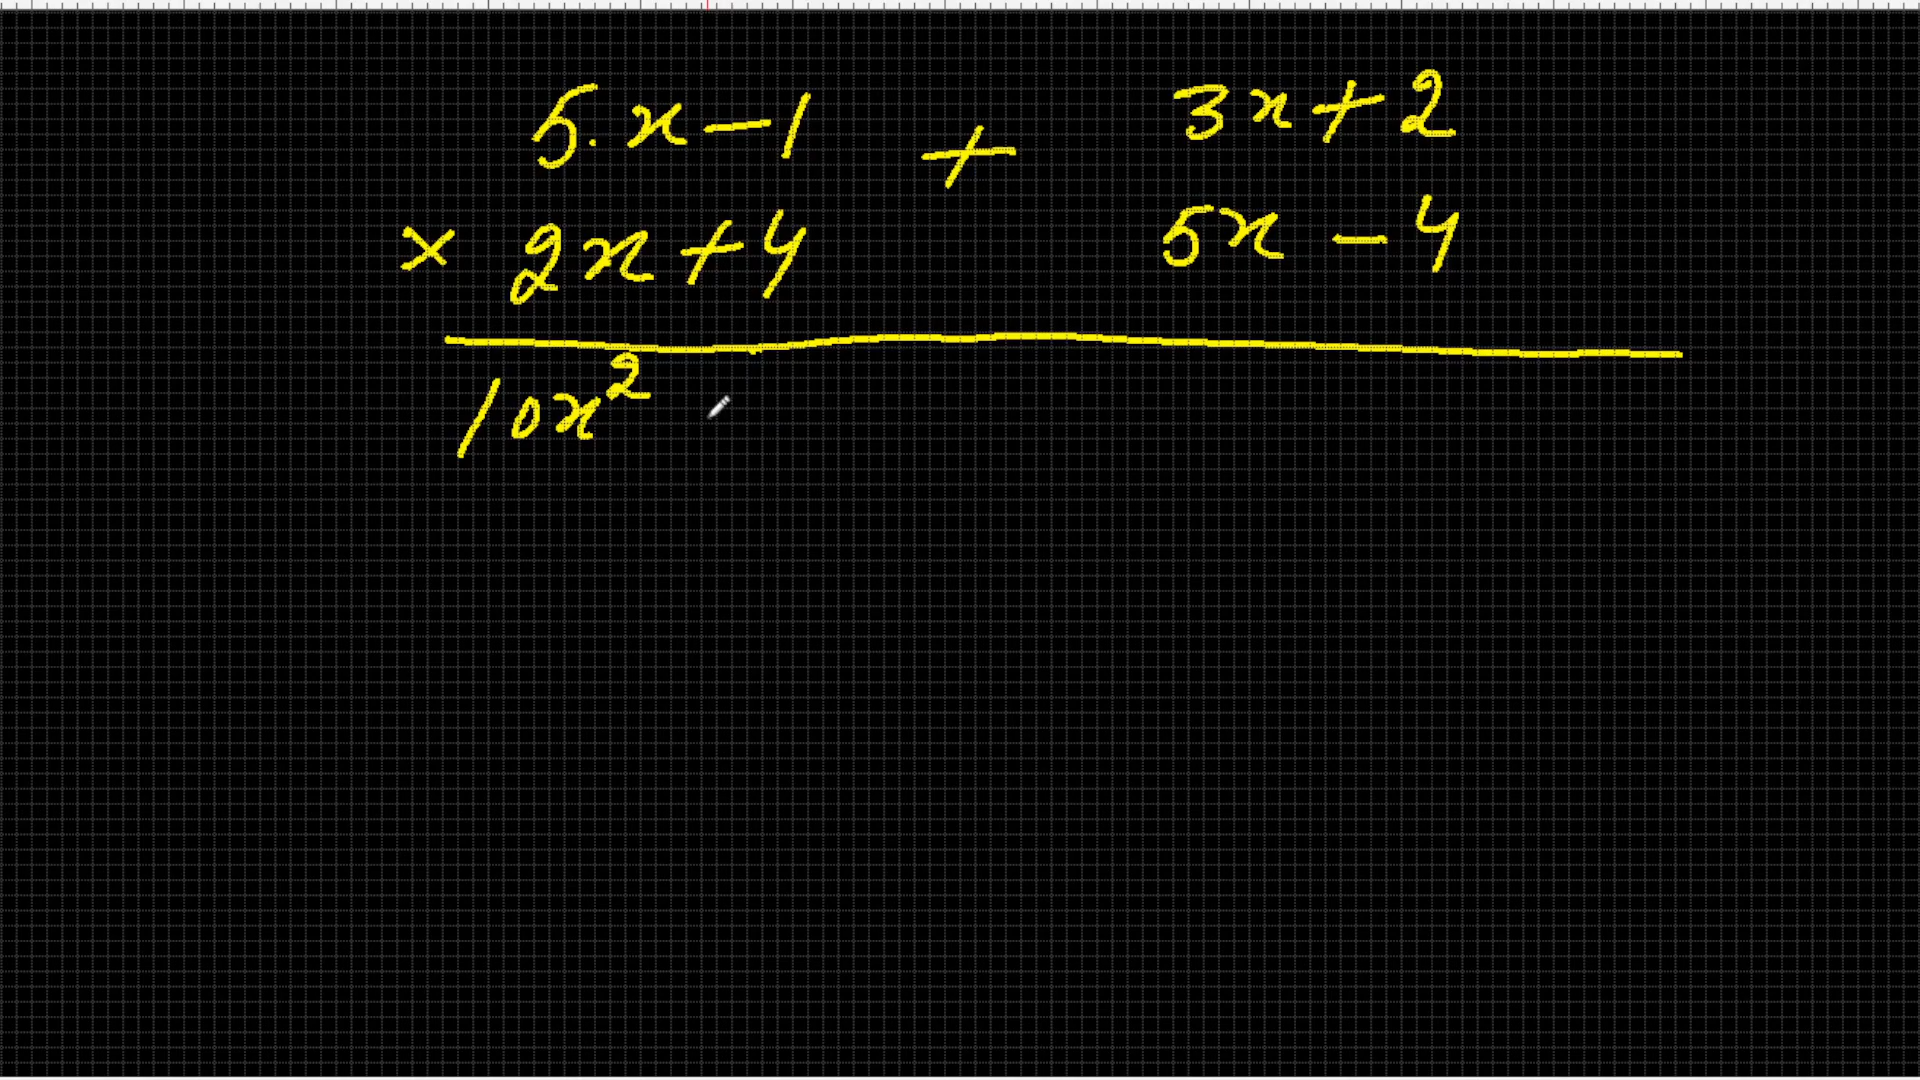 5.x-1 + 3x+2
× 2x+4 5x-4
10x²